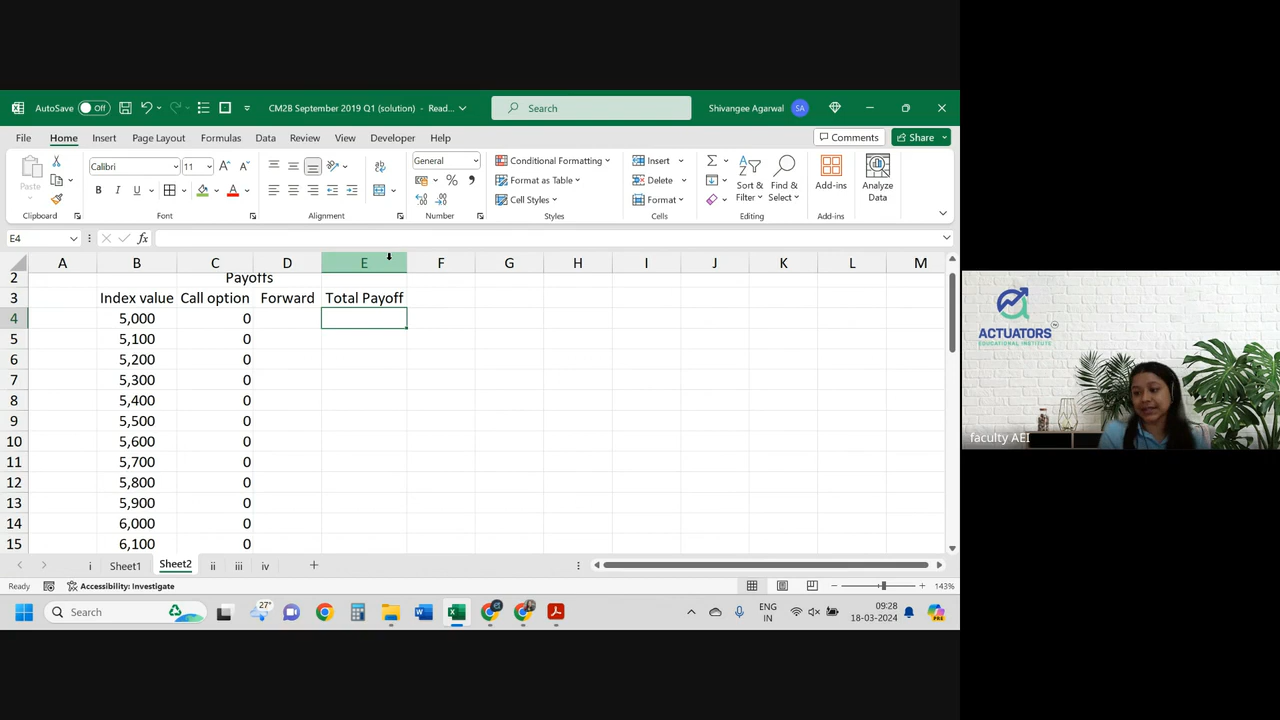 AutoSave Off CM2B September 2019 Q1 (solution) - Read... Search Shivangee Agarwal SA
File Home Insert Page Layout Formulas Data Review View Developer Help Comments Share
Paste Calibri 11 General Conditional Formatting Format as Table Cell Styles Insert Delete Format Sort & Filter Find & Select Add-ins Analyze Data
Clipboard Font Alignment Number Styles Cells Editing Add-ins
E4 fx
A B C D E F G H I J K L M
2 Payoffs
3 Index value Call option Forward Total Payoff
4 5,000 0
5 5,100 0
6 5,200 0
7 5,300 0
8 5,400 0
9 5,500 0
10 5,600 0
11 5,700 0
12 5,800 0
13 5,900 0
14 6,000 0
15 6,100 0
i Sheet1 Sheet2 ii iii iv
Ready Accessibility: Investigate 143%
Search 27° ENG IN 09:28 18-03-2024
ACTUATORS
EDUCATIONAL INSTITUTE
faculty AEI